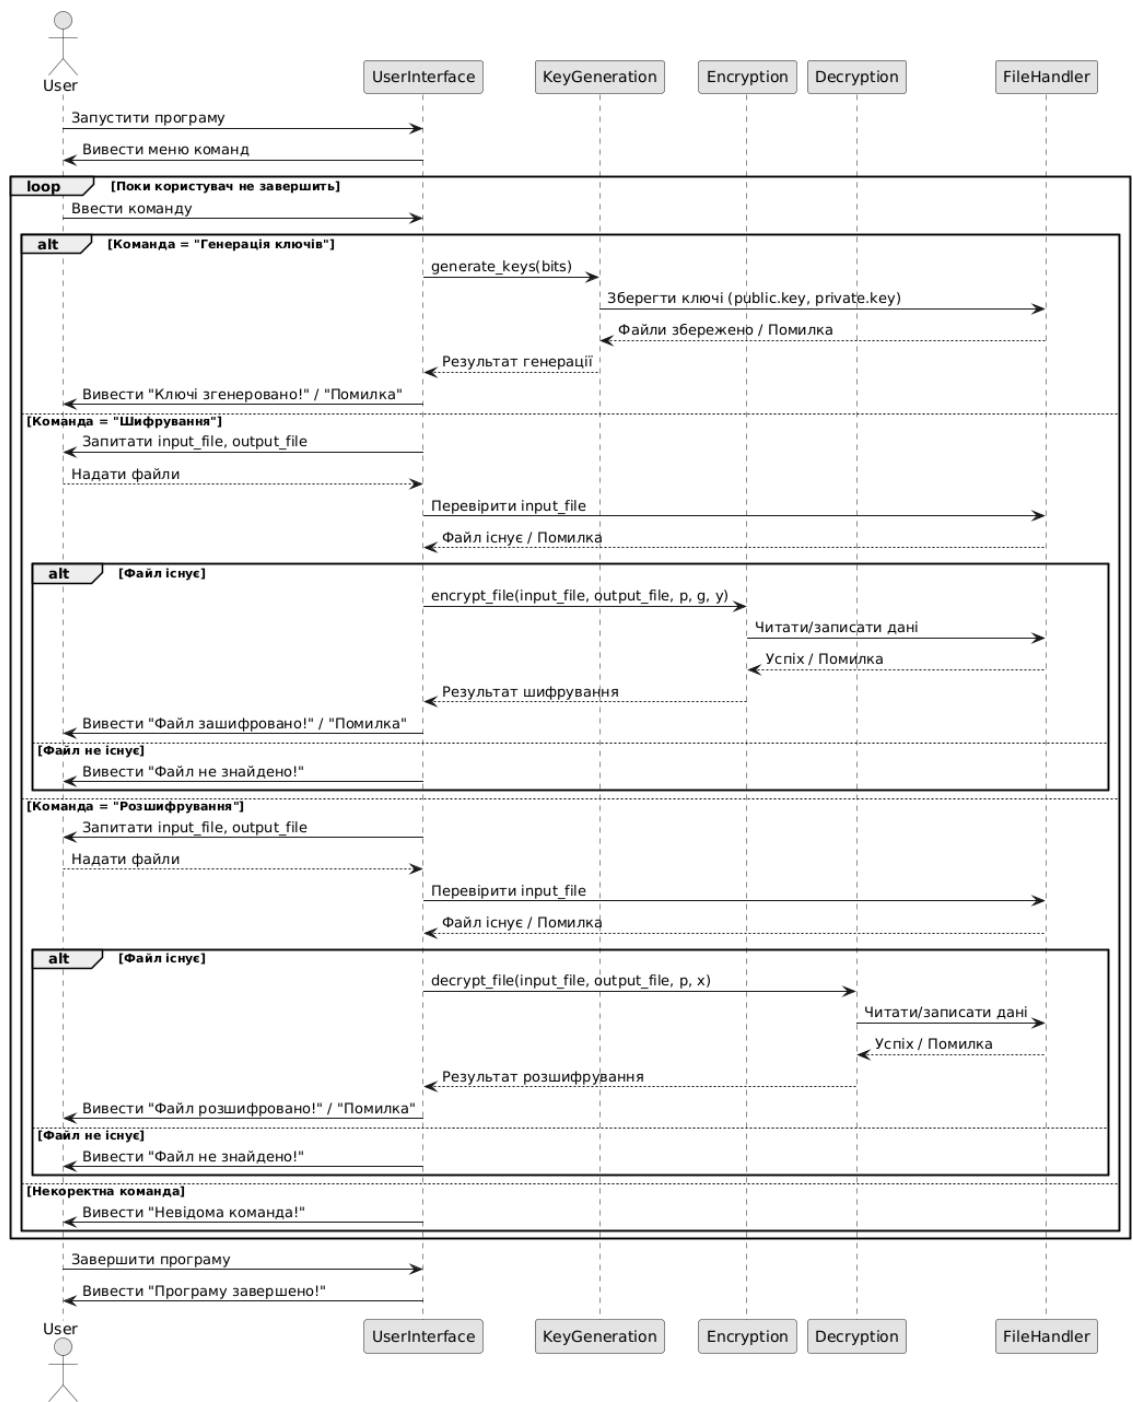 User
UserInterface
KeyGeneration
Encryption
Decryption
FileHandler
Запустити програму
Вивести меню команд
loop [Поки користувач не завершить]
Ввести команду
alt [Команда = "Генерація ключів"]
generate_keys(bits)
Зберегти ключі (public.key, private.key)
Файли збережено / Помилка
Результат генерації
Вивести "Ключі згенеровано!" / "Помилка"
[Команда = "Шифрування"]
Запитати input_file, output_file
Надати файли
Перевірити input_file
Файл існує / Помилка
alt [Файл існує]
encrypt_file(input_file, output_file, p, g, y)
Читати/записати дані
Успіх / Помилка
Результат шифрування
Вивести "Файл зашифровано!" / "Помилка"
[Файл не існує]
Вивести "Файл не знайдено!"
[Команда = "Розшифрування"]
Запитати input_file, output_file
Надати файли
Перевірити input_file
Файл існує / Помилка
alt [Файл існує]
decrypt_file(input_file, output_file, p, x)
Читати/записати дані
Успіх / Помилка
Результат розшифрування
Вивести "Файл розшифровано!" / "Помилка"
[Файл не існує]
Вивести "Файл не знайдено!"
[Некоректна команда]
Вивести "Невідома команда!"
Завершити програму
Вивести "Програму завершено!"
User
UserInterface
KeyGeneration
Encryption
Decryption
FileHandler